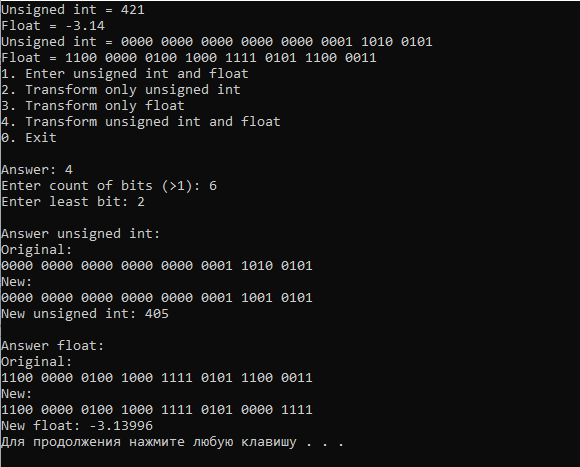 Unsigned int = 421
Float = -3.14
Unsigned int = 0000 0000 0000 0000 0000 0001 1010 0101
Float = 1100 0000 0100 1000 1111 0101 1100 0011
1. Enter unsigned int and float
2. Transform only unsigned int
3. Transform only float
4. Transform unsigned int and float
0. Exit
Answer: 4
Enter count of bits (>1): 6
Enter least bit: 2
Answer unsigned int:
Original:
0000 0000 0000 0000 0000 0001 1010 0101
New:
0000 0000 0000 0000 0000 0001 1001 0101
New unsigned int: 405
Answer float:
Original:
1100 0000 0100 1000 1111 0101 1100 0011
New:
1100 0000 0100 1000 1111 0101 0000 1111
New float: -3.13996
Для продолжения нажмите любую клавишу . . .